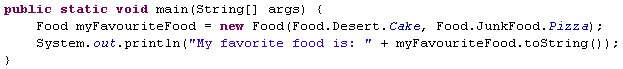 public static void main(String[] args) {
Food myFavouriteFood = new Food(Food.Desert.Cake, Food.JunkFood.Pizza);
System.out.println("My favorite food is: " + myFavouriteFood.toString());
}